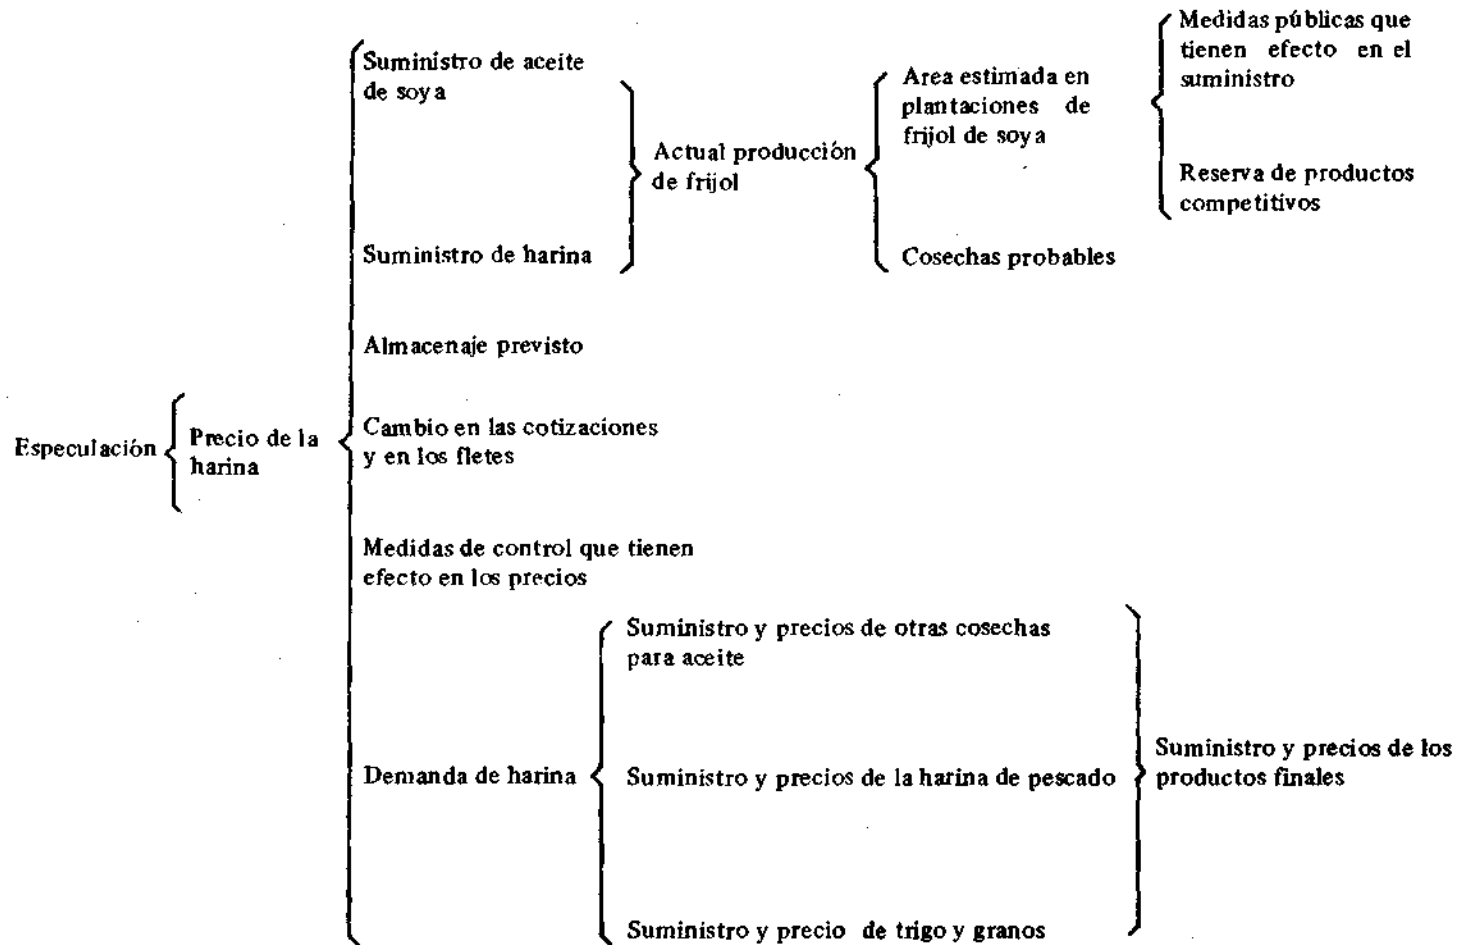 Medidas públicas que
tienen efecto en el
suministro
Suministro de aceite
de soya
Area estimada en
plantaciones de
frijol de soya
Actual producción
de frijol
Reserva de productos
competitivos
Suministro de harina
Cosechas probables
Almacenaje previsto
Especulación
Precio de la
harina
Cambio en las cotizaciones
y en los fletes
Medidas de control que tienen
efecto en los precios
Suministro y precios de otras cosechas
para aceite
Demanda de harina
Suministro y precios de la harina de pescado
Suministro y precios de los
productos finales
Suministro y precio de trigo y granos